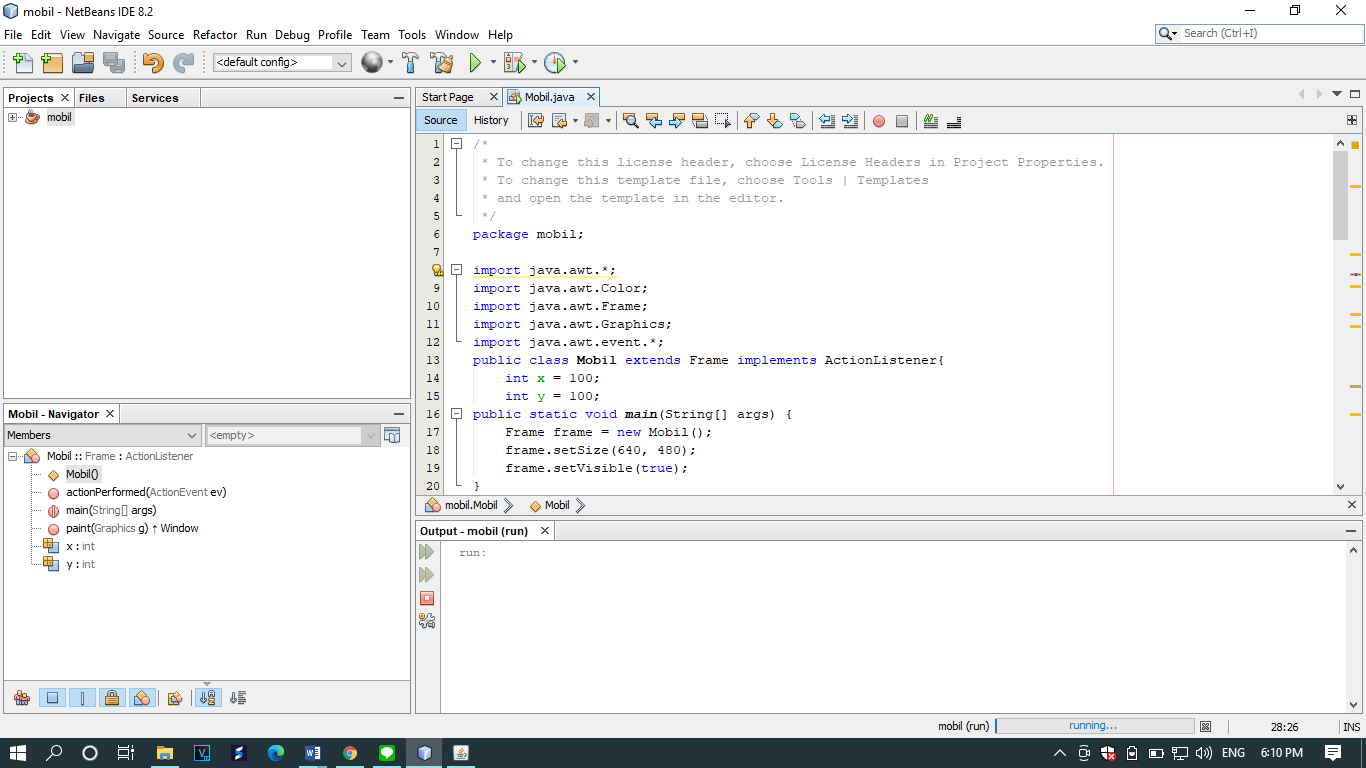 mobil - NetBeans IDE 8.2
File Edit View Navigate Source Refactor Run Debug Profile Team Tools Window Help
Search (Ctrl+I)
<default config>
Projects Files Services
mobil
Mobil - Navigator
Members <empty>
Mobil :: Frame : ActionListener
Mobil()
actionPerformed(ActionEvent ev)
main(String[] args)
paint(Graphics g) ↑ Window
x : int
y : int
Start Page Mobil.java
Source History
1 /*
2 * To change this license header, choose License Headers in Project Properties.
3 * To change this template file, choose Tools | Templates
4 * and open the template in the editor.
5 */
6 package mobil;
7
import java.awt.*;
9 import java.awt.Color;
10 import java.awt.Frame;
11 import java.awt.Graphics;
12 import java.awt.event.*;
13 public class Mobil extends Frame implements ActionListener{
14 int x = 100;
15 int y = 100;
16 public static void main(String[] args) {
17 Frame frame = new Mobil();
18 frame.setSize(640, 480);
19 frame.setVisible(true);
20 }
mobil.Mobil Mobil
Output - mobil (run)
run:
mobil (run) running... 28:26 INS
ENG 6:10 PM